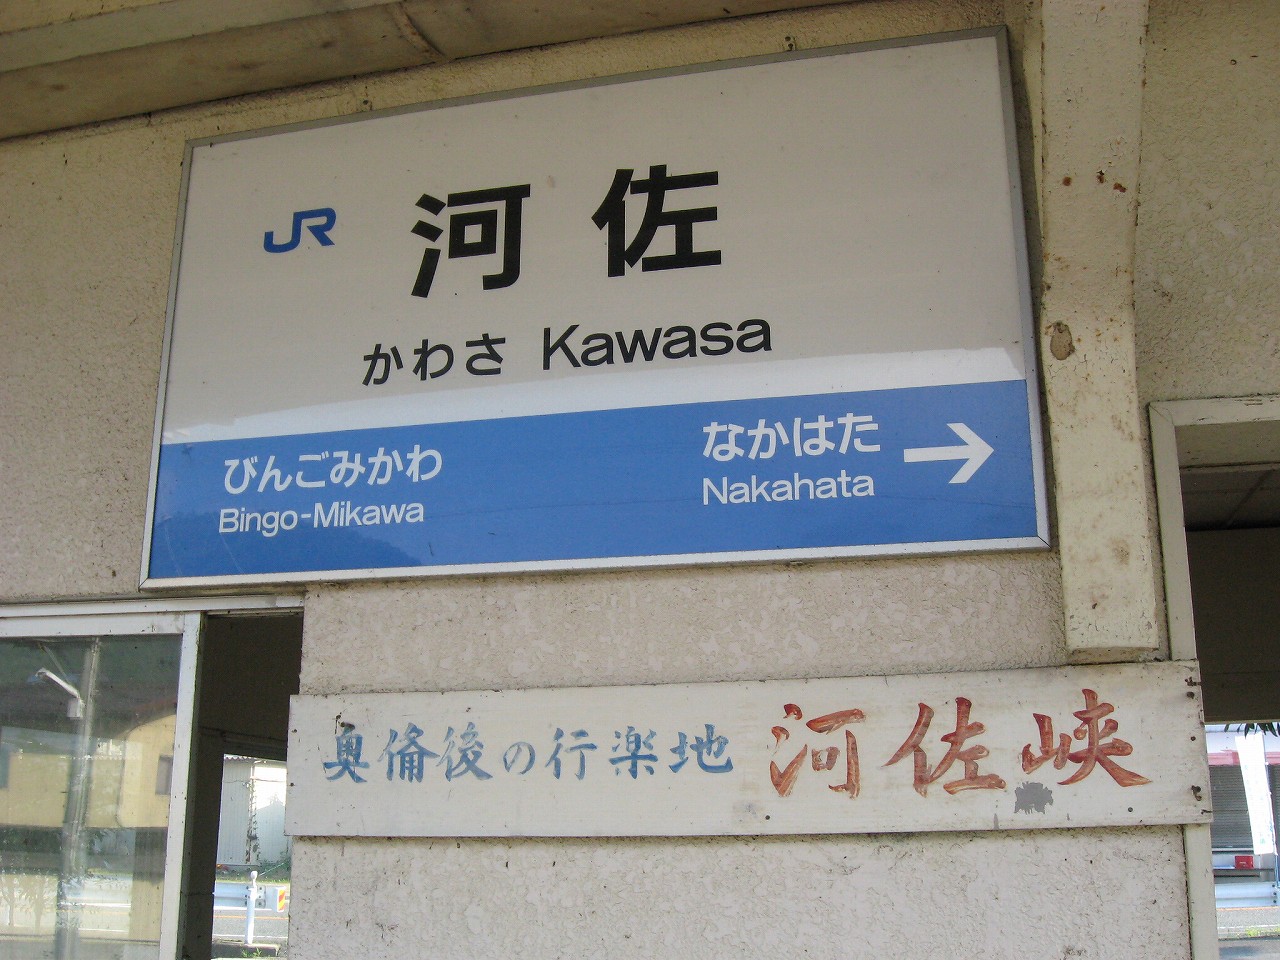 JR
河佐
かわさ Kawasa
びんごみかわ
Bingo-Mikawa
なかはた →
Nakahata
奥備後の行楽地 河佐峡